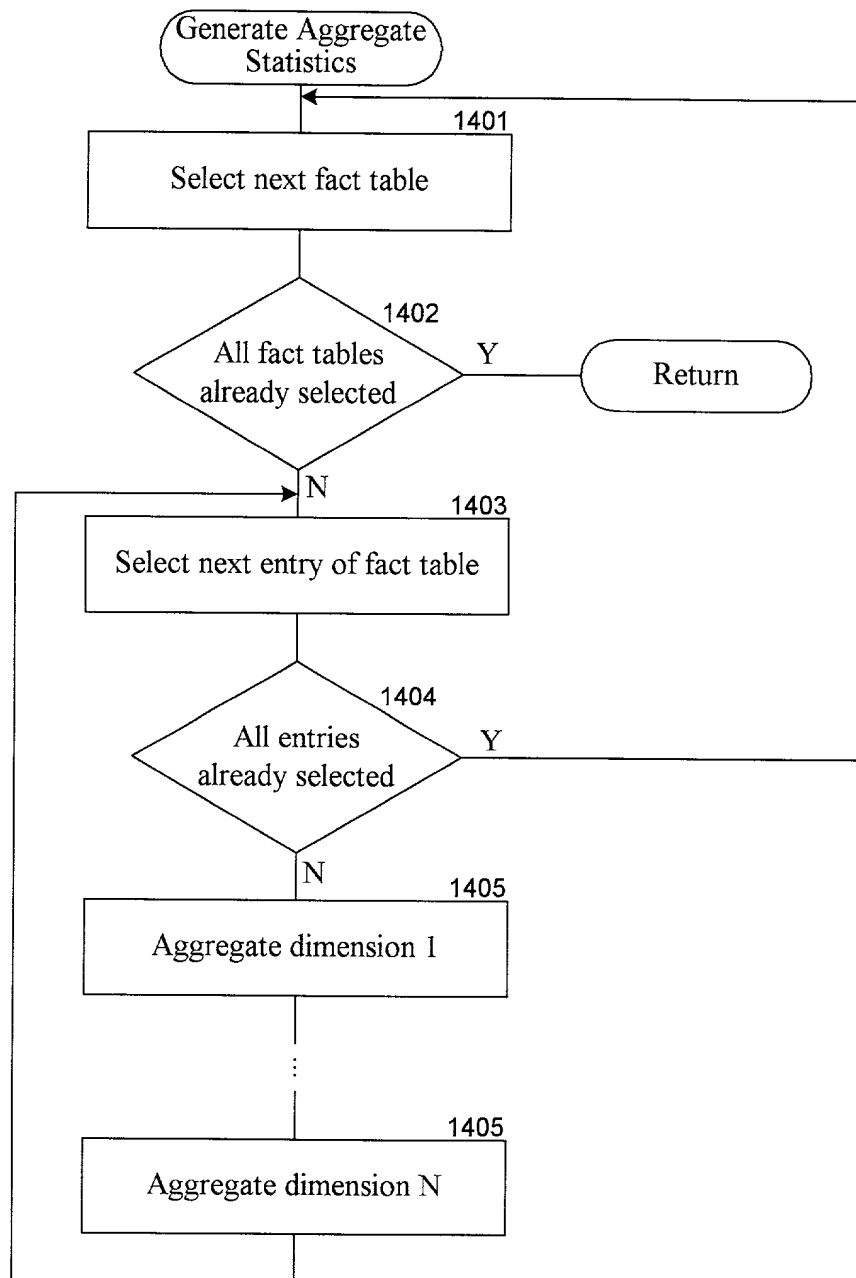 Generate Aggregate
Statistics
1401
Select next fact table
1402
All fact tables
already selected
Y
Return
N
1403
Select next entry of fact table
1404
All entries
already selected
Y
N
1405
Aggregate dimension 1
...
1405
Aggregate dimension N